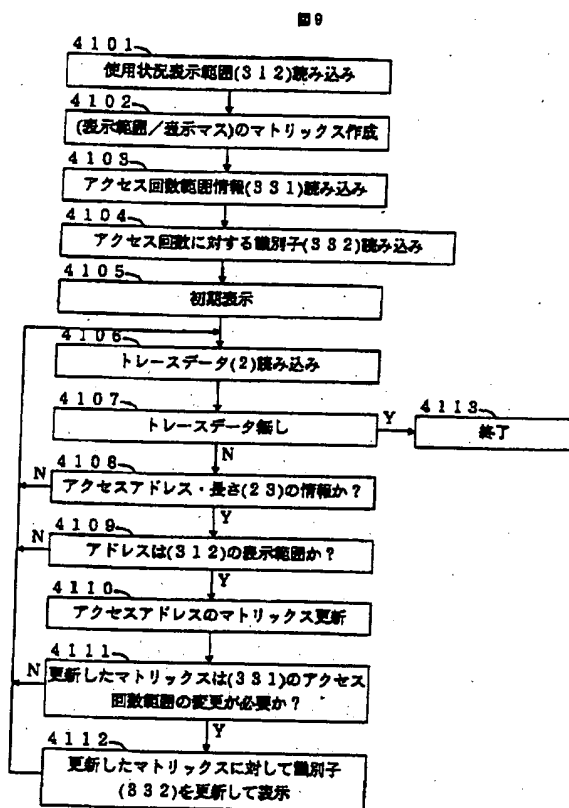 図9
4101
使用状況表示範囲(312)読み込み
4102
(表示範囲/表示マス)のマトリックス作成
4103
アクセス回数範囲情報(331)読み込み
4104
アクセス回数に対する識別子(332)読み込み
4105
初期表示
4106
トレースデータ(2)読み込み
4107
トレースデータ無し
Y
4113
終了
N
4108
N
アクセスアドレス・長さ(23)の情報か?
Y
4109
N
アドレスは(312)の表示範囲か?
Y
4110
アクセスアドレスのマトリックス更新
4111
N
更新したマトリックスは(331)のアクセス
回数範囲の変更が必要か?
Y
4112
更新したマトリックスに対して識別子
(332)を更新して表示